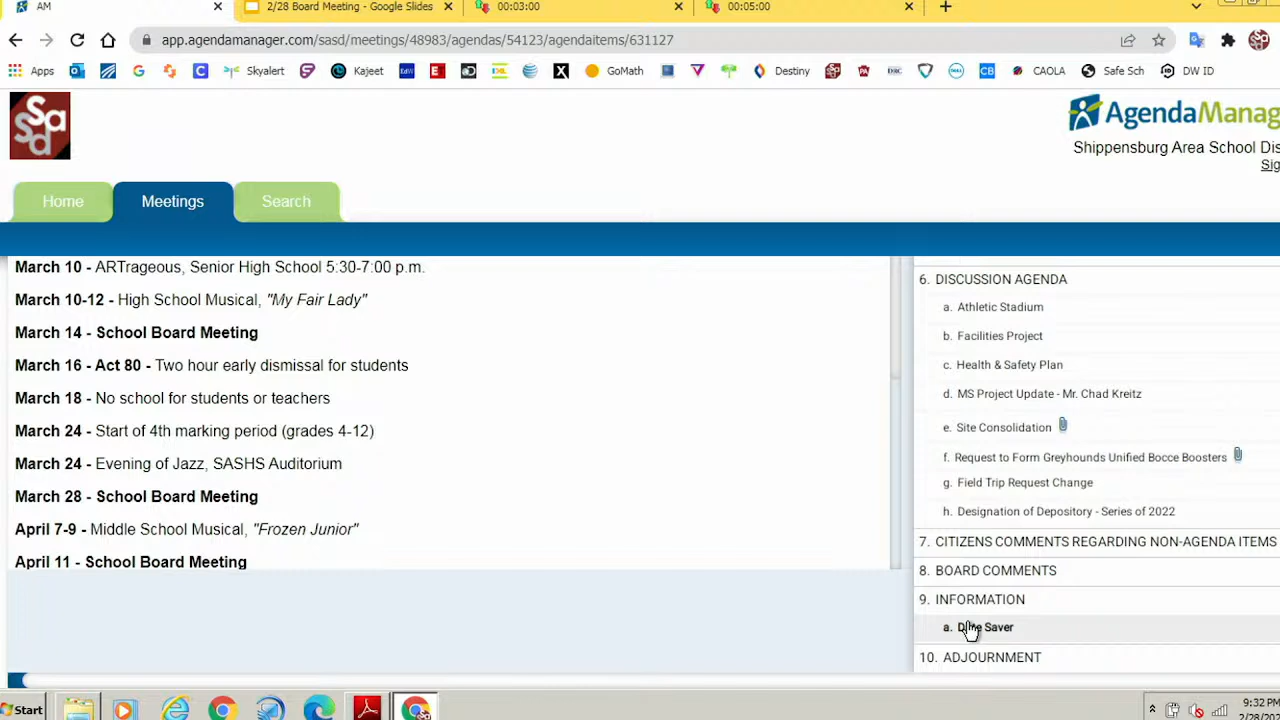 AM
2/28 Board Meeting - Google Slides
00:03:00
00:05:00
app.agendamanager.com/sasd/meetings/48983/agendas/54123/agendaitems/631127
Apps
Skyalert
Kajeet
GoMath
Destiny
CAOLA
Safe Sch
DW ID
Sa
sd
AgendaManag
Shippensburg Area School Dis
Sig
Home
Meetings
Search
March 10 - ARTrageous, Senior High School 5:30-7:00 p.m.
March 10-12 - High School Musical, "My Fair Lady"
March 14 - School Board Meeting
March 16 - Act 80 - Two hour early dismissal for students
March 18 - No school for students or teachers
March 24 - Start of 4th marking period (grades 4-12)
March 24 - Evening of Jazz, SASHS Auditorium
March 28 - School Board Meeting
April 7-9 - Middle School Musical, "Frozen Junior"
April 11 - School Board Meeting
6. DISCUSSION AGENDA
a. Athletic Stadium
b. Facilities Project
c. Health & Safety Plan
d. MS Project Update - Mr. Chad Kreitz
e. Site Consolidation
f. Request to Form Greyhounds Unified Bocce Boosters
g. Field Trip Request Change
h. Designation of Depository - Series of 2022
7. CITIZENS COMMENTS REGARDING NON-AGENDA ITEMS
8. BOARD COMMENTS
9. INFORMATION
a. Date Saver
10. ADJOURNMENT
Start
9:32 PM
2/28/20